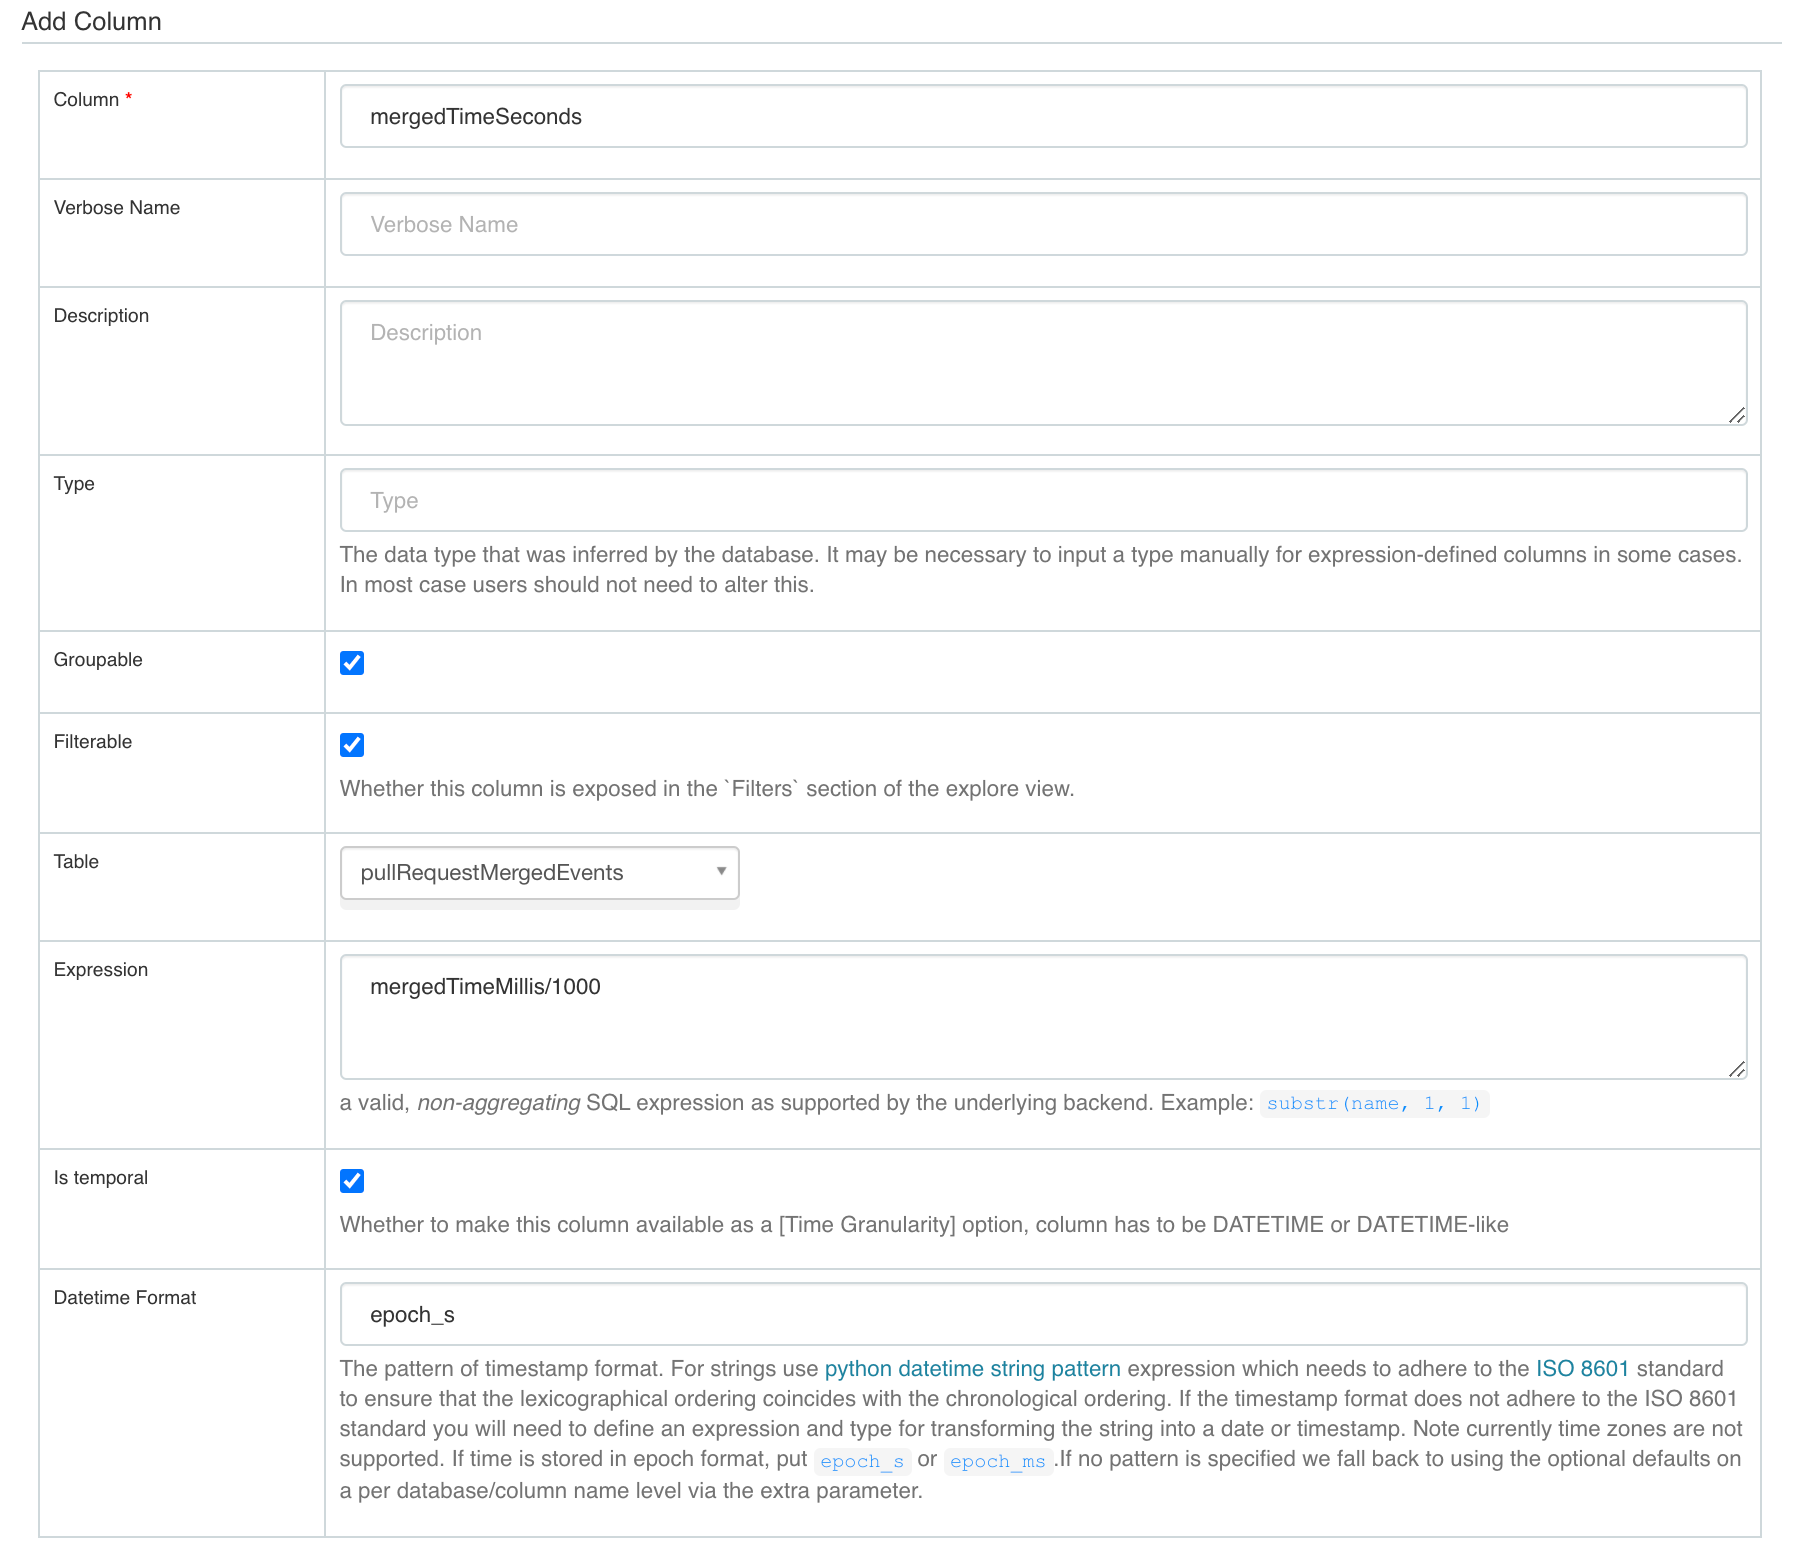 Add Column
Column *
mergedTimeSeconds
Verbose Name
Verbose Name
Description
Description
Type
Type
The data type that was inferred by the database. It may be necessary to input a type manually for expression-defined columns in some cases.
In most case users should not need to alter this.
Groupable
Filterable
Whether this column is exposed in the `Filters` section of the explore view.
Table
pullRequestMergedEvents
Expression
mergedTimeMillis/1000
a valid, non-aggregating SQL expression as supported by the underlying backend. Example: substr(name, 1, 1)
Is temporal
Whether to make this column available as a [Time Granularity] option, column has to be DATETIME or DATETIME-like
Datetime Format
epoch_s
The pattern of timestamp format. For strings use python datetime string pattern expression which needs to adhere to the ISO 8601 standard
to ensure that the lexicographical ordering coincides with the chronological ordering. If the timestamp format does not adhere to the ISO 8601
standard you will need to define an expression and type for transforming the string into a date or timestamp. Note currently time zones are not
supported. If time is stored in epoch format, put epoch_s or epoch_ms.If no pattern is specified we fall back to using the optional defaults on
a per database/column name level via the extra parameter.